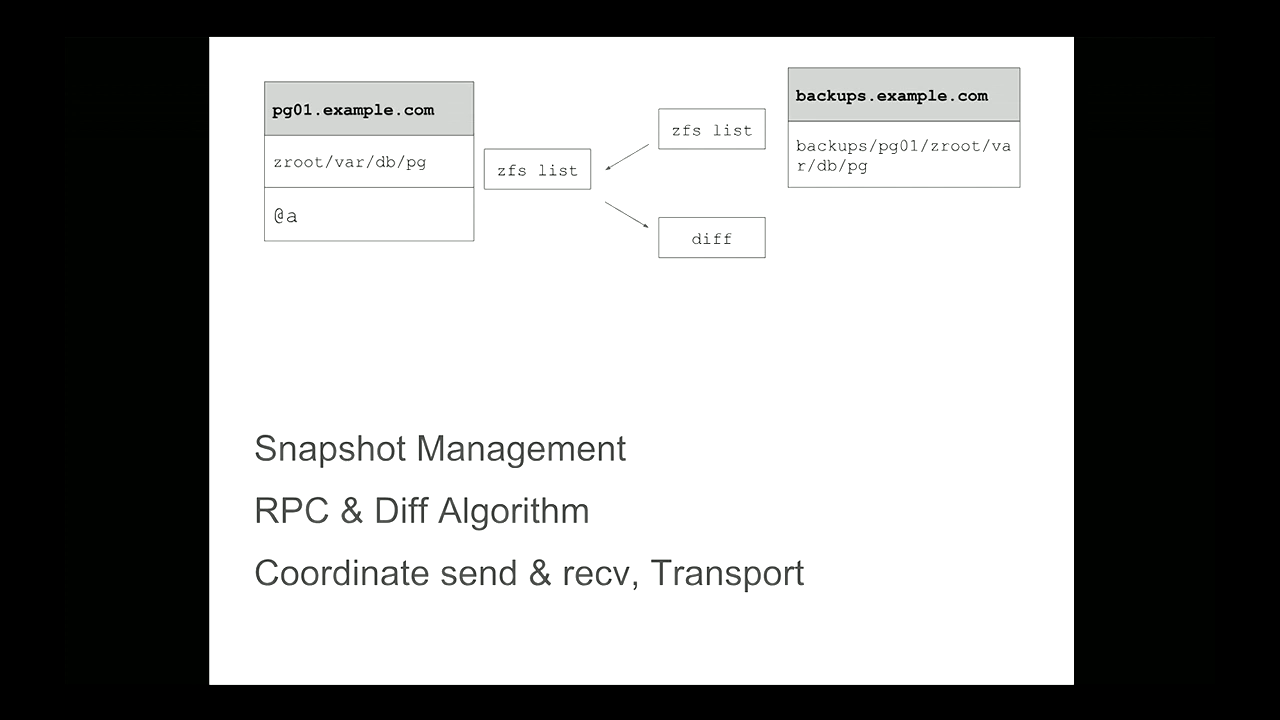 pg01.example.com
zroot/var/db/pg
@a
zfs list
zfs list
diff
backups.example.com
backups/pg01/zroot/va
r/db/pg
Snapshot Management
RPC & Diff Algorithm
Coordinate send & recv, Transport